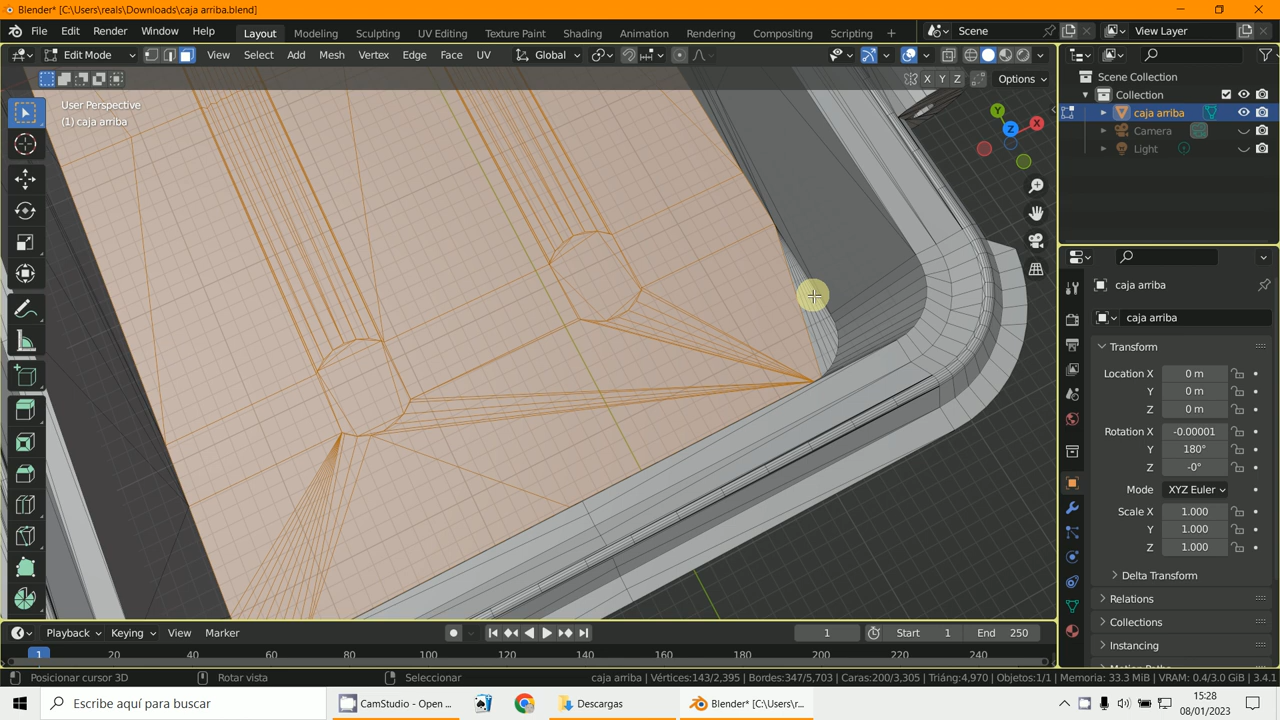 Blender* [C:\Users\reals\Downloads\caja arriba.blend]
File Edit Render Window Help Layout Modeling Sculpting UV Editing Texture Paint Shading Animation Rendering Compositing Scripting + Scene View Layer
Edit Mode View Select Add Mesh Vertex Edge Face UV Global
X Y Z Options
User Perspective
(1) caja arriba
Y
X
Z
Scene Collection
Collection
caja arriba
Camera
Light
caja arriba
caja arriba
Transform
Location X 0 m
Y 0 m
Z 0 m
Rotation X -0.00001
Y 180°
Z -0°
Mode XYZ Euler
Scale X 1.000
Y 1.000
Z 1.000
Delta Transform
Relations
Collections
Instancing
Motion Paths
Playback Keying View Marker 1 Start 1 End 250
1 20 40 60 80 100 120 140 160 180 200 220 240
Posicionar cursor 3D Rotar vista Seleccionar caja arriba | Vértices:143/2,395 | Bordes:347/5,703 | Caras:200/3,305 | Triáng:4,970 | Objetos:1/1 | Memoria: 33.3 MiB | VRAM: 0.4/3.0 GiB | 3.4.1
Escribe aquí para buscar CamStudio - Open ... Descargas Blender* [C:\Users\r...
15:28
08/01/2023